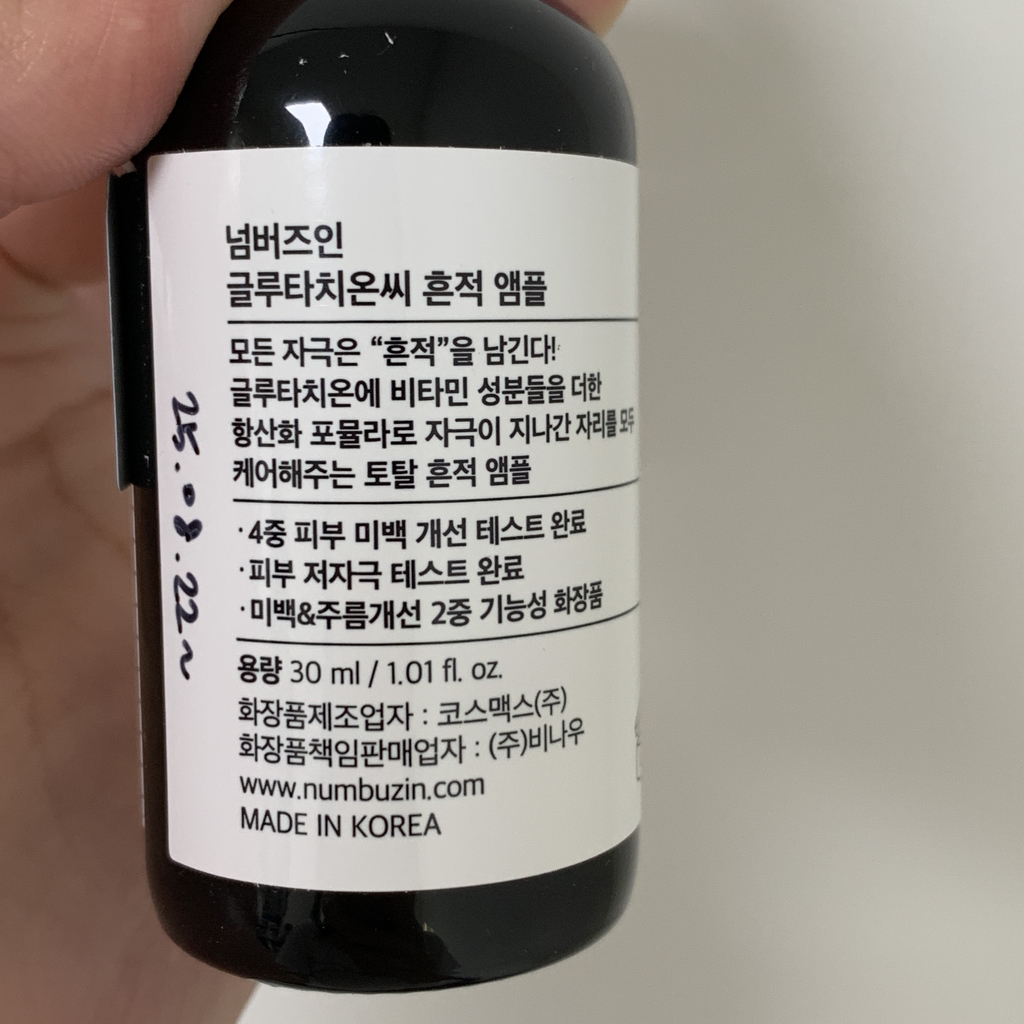 넘버즈인
글루타치온씨 흔적 앰플
모든 자극은 “흔적”을 남긴다!
글루타치온에 비타민 성분들을 더한
항산화 포뮬라로 자극이 지나간 자리를 모두
케어해주는 토탈 흔적 앰플
·4중 피부 미백 개선 테스트 완료
·피부 저자극 테스트 완료
·미백&주름개선 2중 기능성 화장품
용량 30 ml / 1.01 fl. oz.
화장품제조업자 : 코스맥스(주)
화장품책임판매업자 : (주)비나우
www.numbuzin.com
MADE IN KOREA
25.08.22~